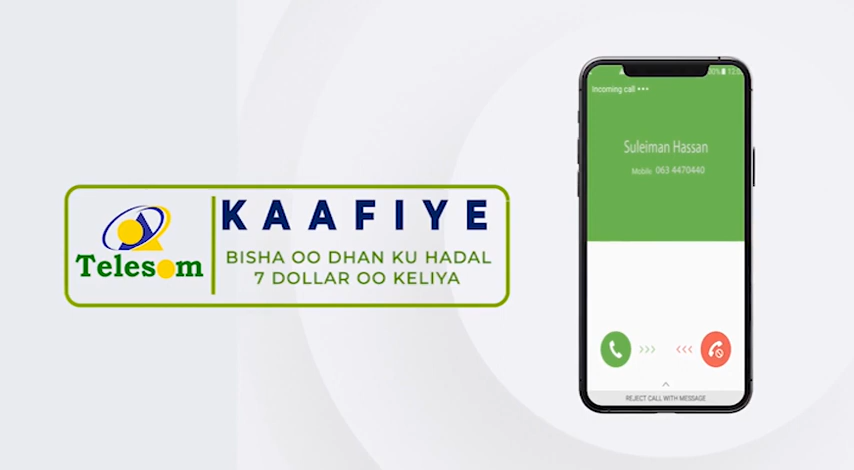 Telesom
KAAFIYE
BISHA OO DHAN KU HADAL
7 DOLLAR OO KELIYA
Incoming call •••
Suleiman Hassan
Mobile 063 4470440
REJECT CALL WITH MESSAGE